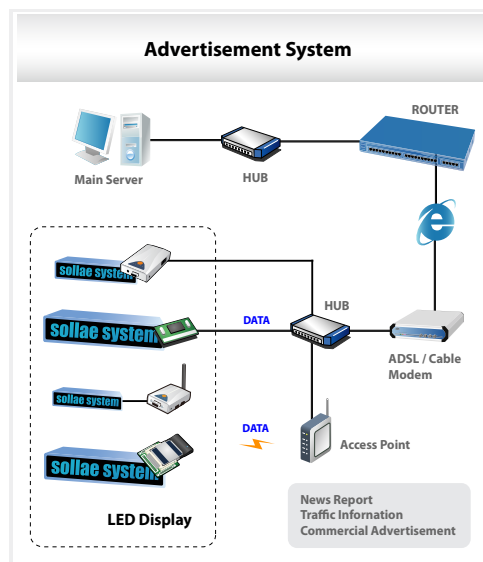 Advertisement System
ROUTER
Main Server
HUB
sollae system
HUB
DATA
sollae system
ADSL / Cable
Modem
sollae system
DATA
Access Point
sollae system
News Report
Traffic Infornation
Commercial Advertisement
LED Display